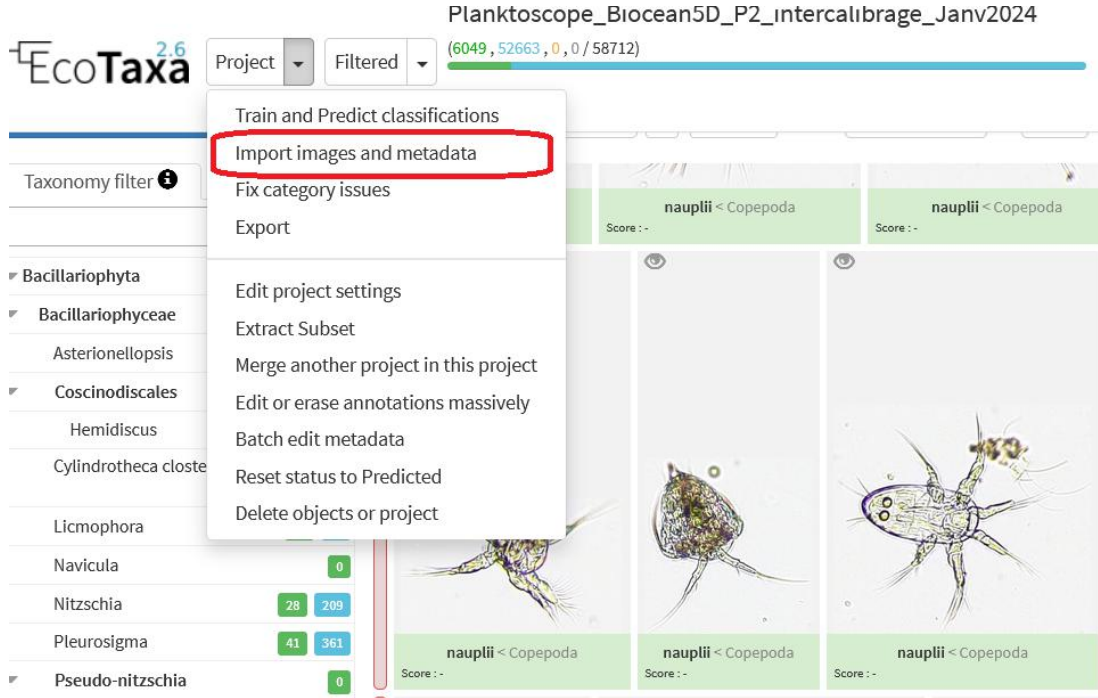 Planktoscope_Biocean5D_P2_intercalibrage_Janv2024
EcoTaxa 2.6
Project
Filtered
(6049 , 52663 , 0 , 0 / 58712)
Train and Predict classifications
Import images and metadata
Fix category issues
Export
Edit project settings
Extract Subset
Merge another project in this project
Edit or erase annotations massively
Batch edit metadata
Reset status to Predicted
Delete objects or project
Taxonomy filter
Bacillariophyta
Bacillariophyceae
Asterionellopsis
Coscinodiscales
Hemidiscus
Cylindrotheca closte
Licmophora
Navicula 0
Nitzschia 28 209
Pleurosigma 41 361
Pseudo-nitzschia 0
nauplii < Copepoda
Score : -
nauplii < Copepoda
Score : -
nauplii < Copepoda
Score : -
nauplii < Copepoda
Score : -
nauplii < Copepoda
Score : -